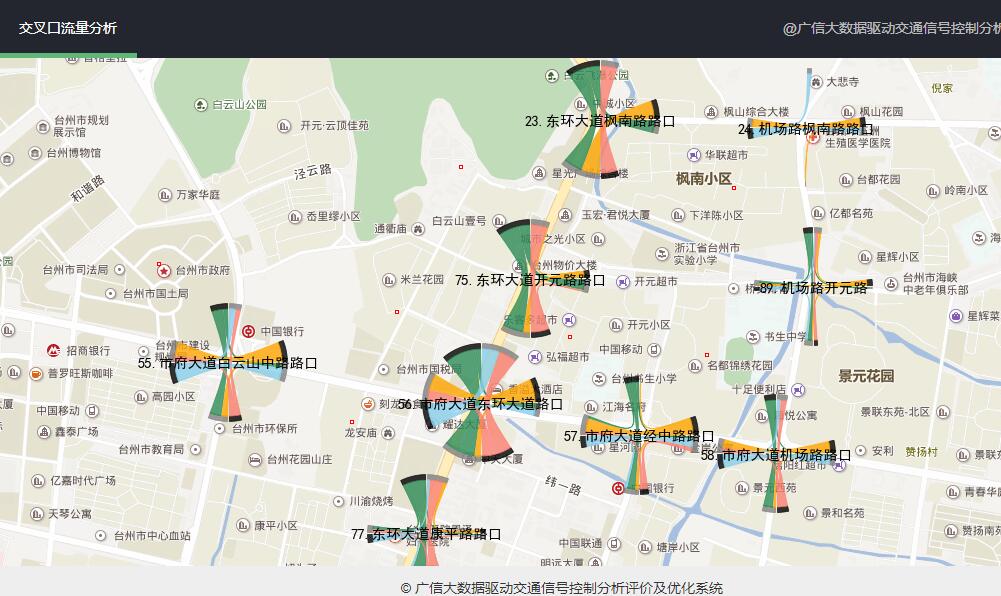 交叉口流量分析
@广信大数据驱动交通信号控制分析
白云山公园
台州市规划
展示馆
台州博物馆
开元·云顶佳苑
泾云路
和谐路
万家华庭
岙里缪小区
通衢庙
白云山壹号
23. 东环大道枫南路路口
枫山综合大楼
大悲寺
枫山花园
倪家
24. 机场路枫南路路口
生殖医学医院
华联超市
枫南小区
台都花园
岭南小区
玉宏·君悦大厦
下洋陈小区
亿都名苑
城市之光小区
浙江省台州市
实验小学
星辉小区
台州市司法局
台州市政府
台州市国土局
米兰花园
台州物价大楼
75. 东环大道开元路路口
开元超市
89. 机场路开元路
台州市海峡
中老年俱乐部
星辉菜
招商银行
普罗旺斯咖啡
中国银行
55. 市府大道白云山中路路口
开元小区
弘福超市
中国移动
书生中学
名都锦绣花园
景元花园
高园小区
台州市国税局
56. 市府大道东环大道路口
江海名府
十足便利店
景联东苑-北区
中国移动
鑫泰广场
台州市环保所
龙安庙
57. 市府大道经中路路口
58. 市府大道机场路路口
安利
赞扬村
台州市教育局
台州花园山庄
亿嘉时代广场
川渝烧烤
纬一路
景元西苑
青春花
天琴公寓
台州市中心血站
康平小区
77. 东环大道康平路路口
景和名苑
赞扬南苑
中国联通
塘岸小区
明远大厦
© 广信大数据驱动交通信号控制分析评价及优化系统